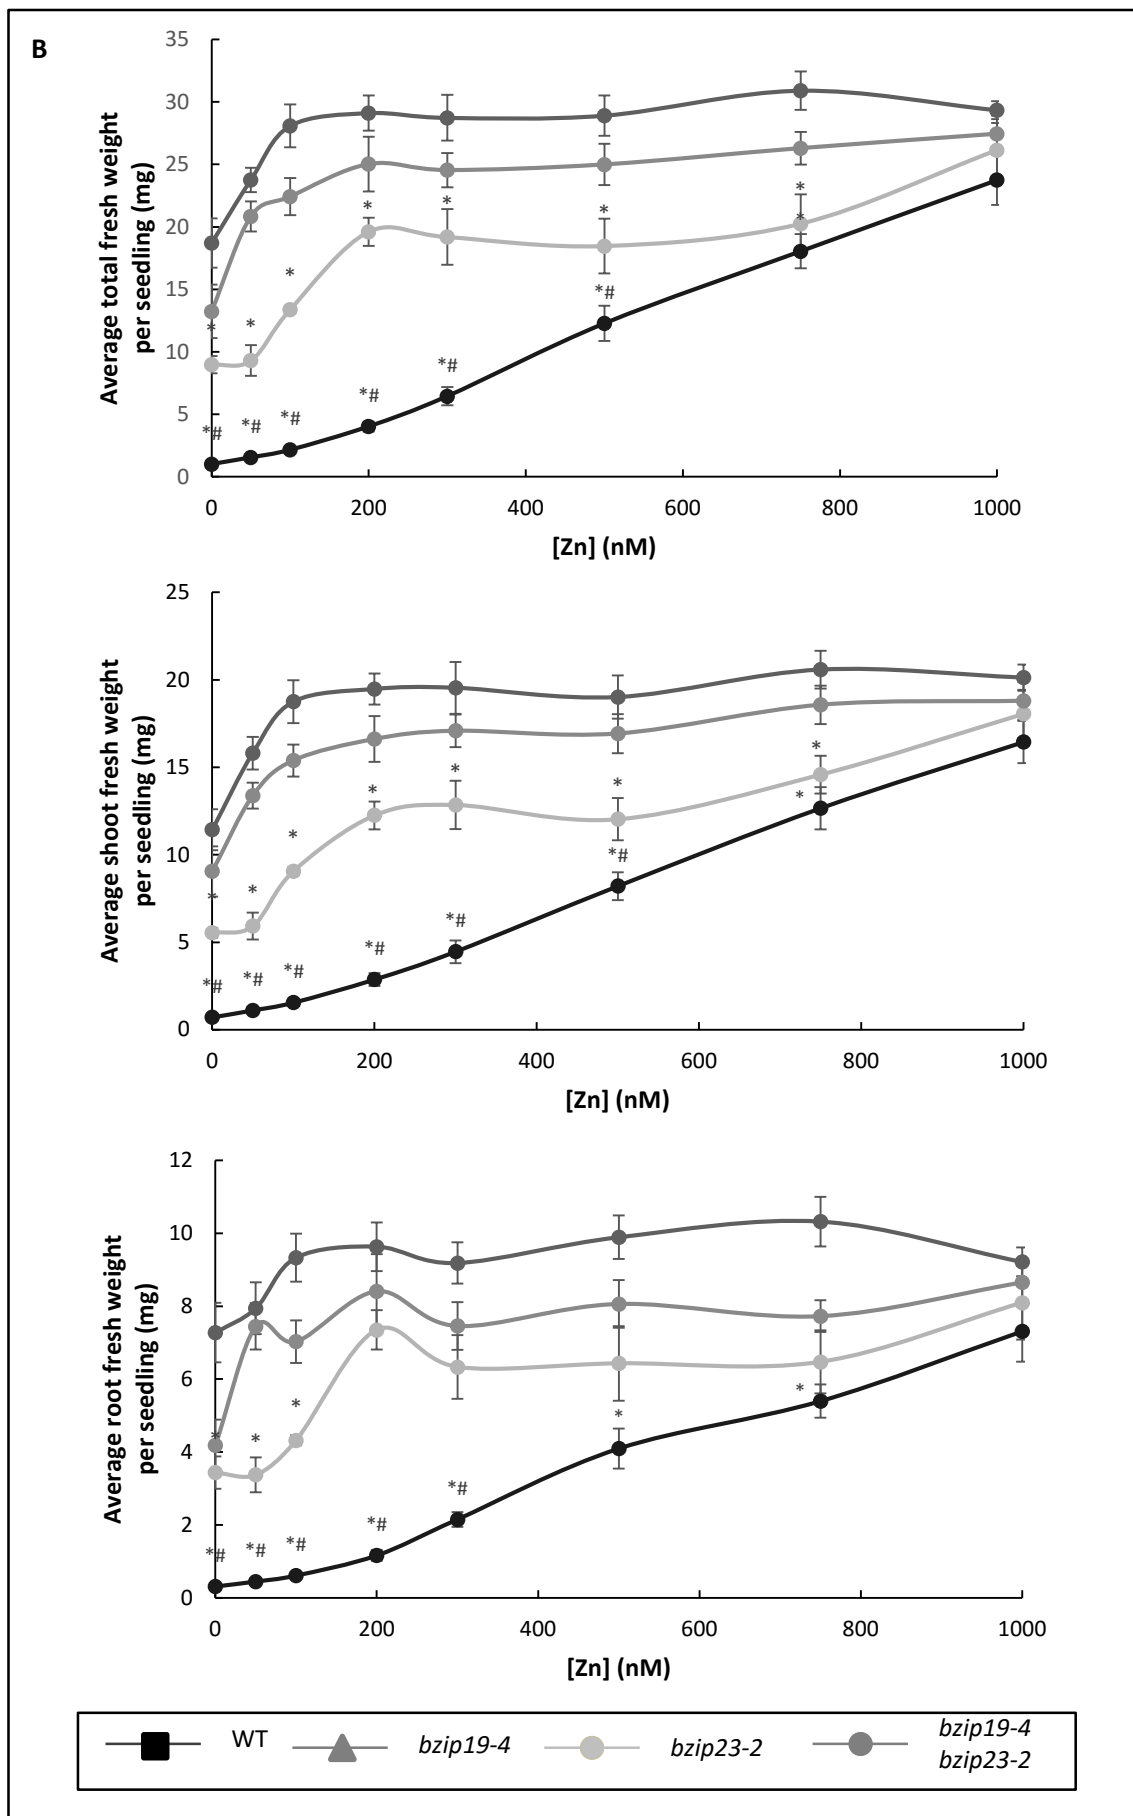 B
Average total fresh weight
per seedling (mg)
35
30
25
20
15
10
5
0
* * * * * * * *
*# *# *# *# *# *#
0 200 400 600 800 1000
[Zn] (nM)
Average shoot fresh weight
per seedling (mg)
25
20
15
10
5
0
* * * * * * * *
*# *# *# *# *# *#
0 200 400 600 800 1000
[Zn] (nM)
Average root fresh weight
per seedling (mg)
12
10
8
6
4
2
0
* * * * *
*# *# *# *# *#
0 200 400 600 800 1000
[Zn] (nM)
WT bzip19-4 bzip23-2 bzip19-4
bzip23-2